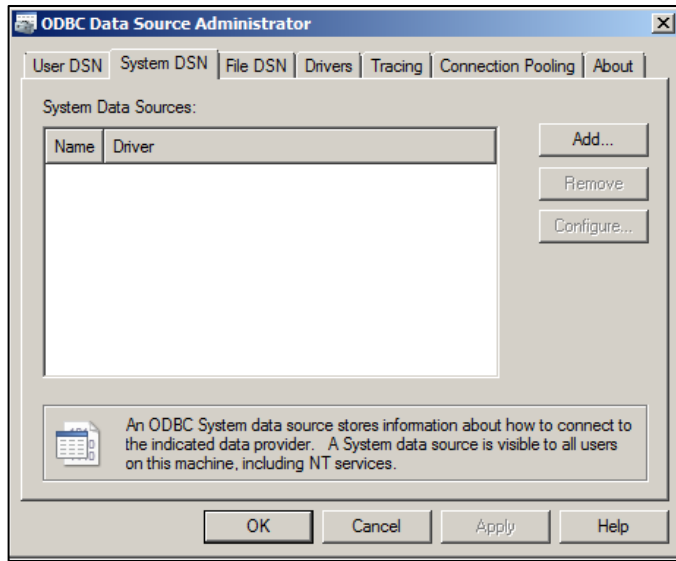 ODBC Data Source Administrator
User DSN System DSN File DSN Drivers Tracing Connection Pooling About
System Data Sources:
Name Driver
Add...
Remove
Configure...
An ODBC System data source stores information about how to connect to
the indicated data provider. A System data source is visible to all users
on this machine, including NT services.
OK Cancel Apply Help